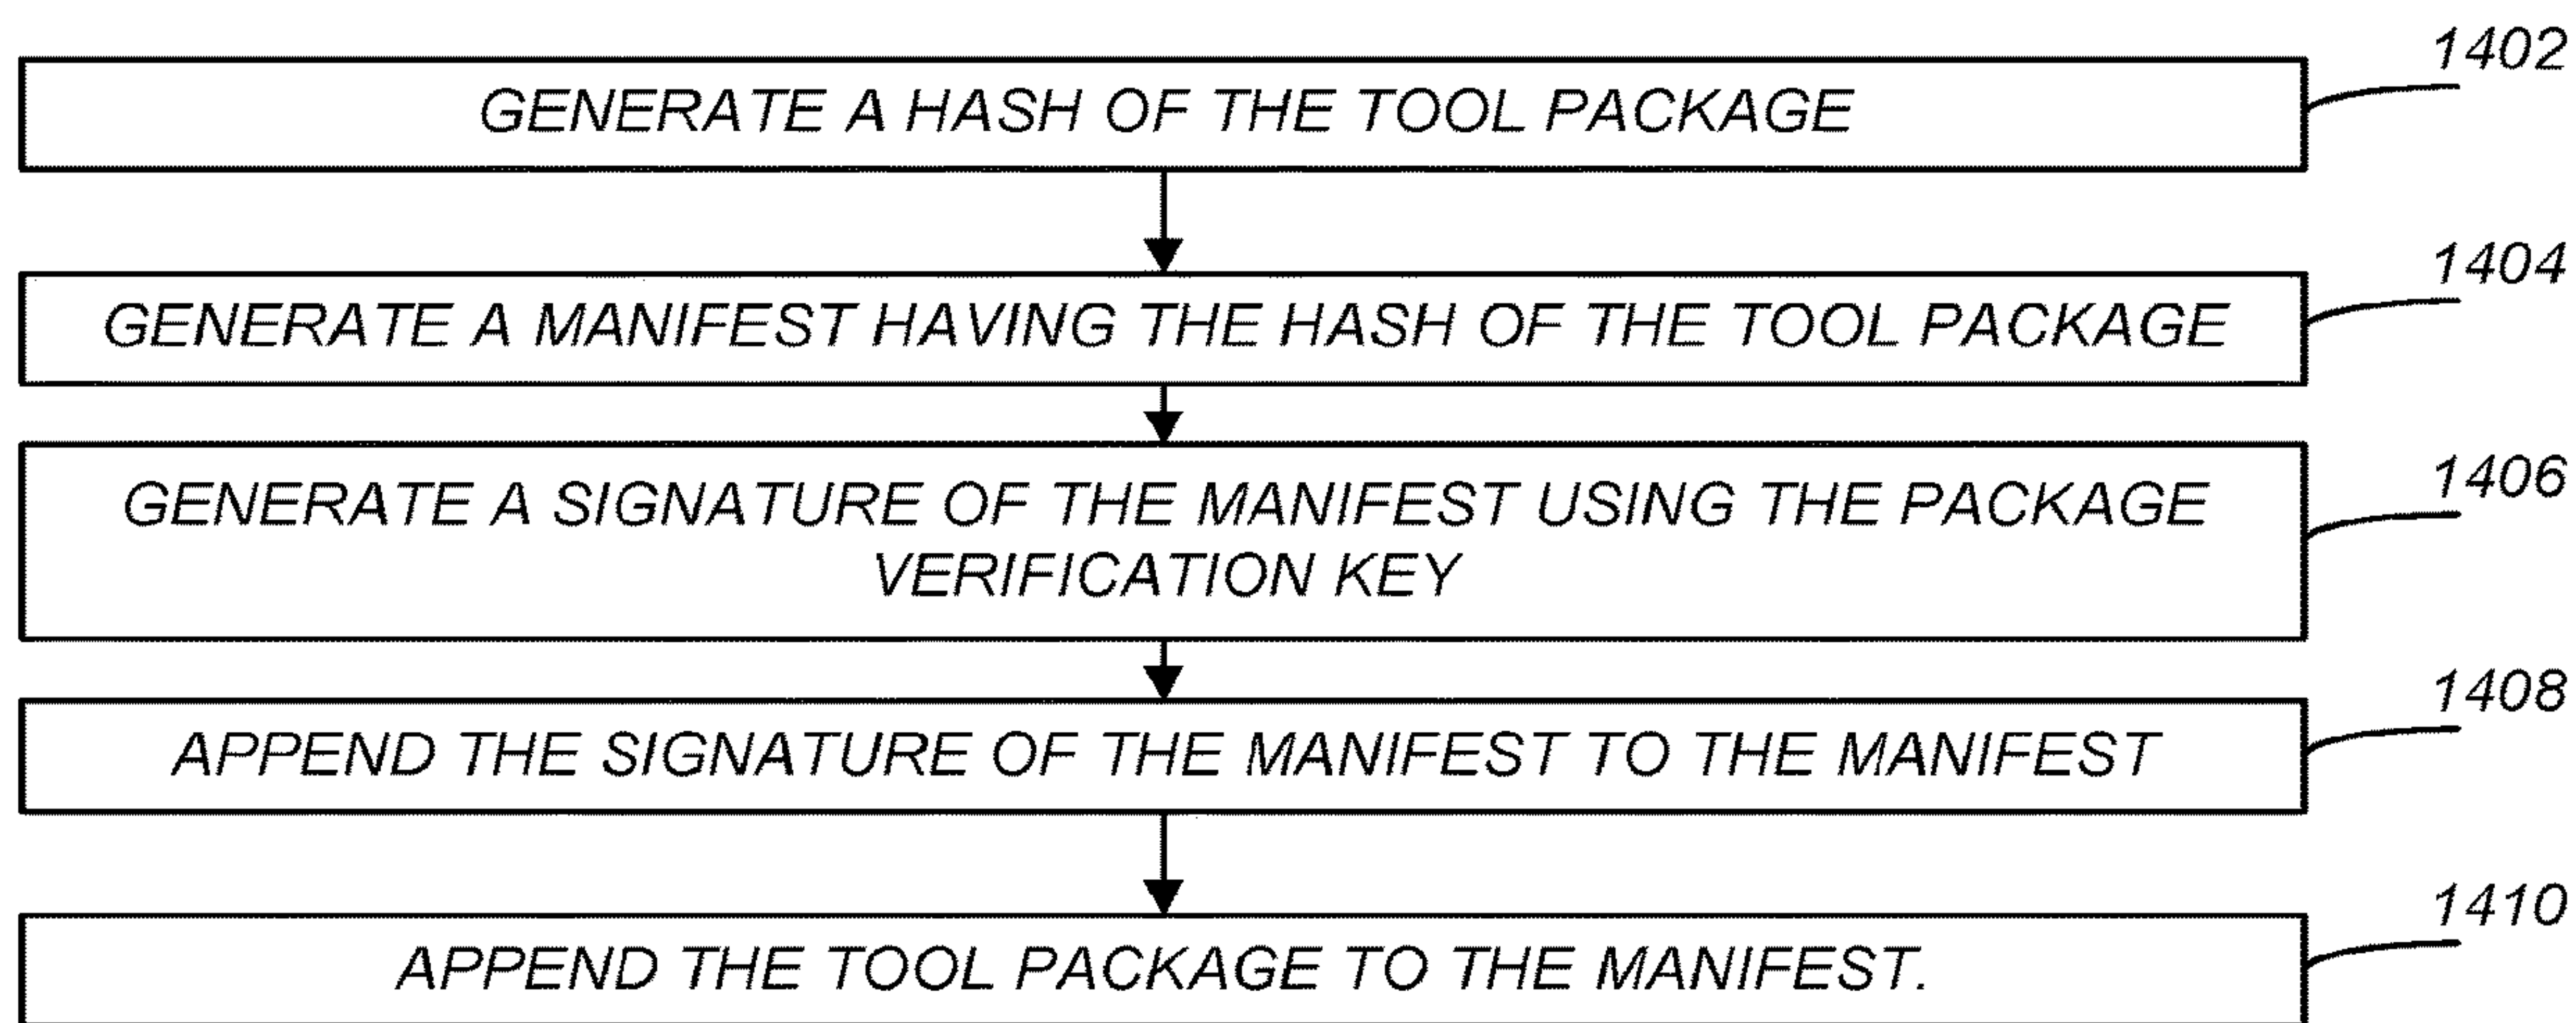 1402
GENERATE A HASH OF THE TOOL PACKAGE
1404
GENERATE A MANIFEST HAVING THE HASH OF THE TOOL PACKAGE
1406
GENERATE A SIGNATURE OF THE MANIFEST USING THE PACKAGE
VERIFICATION KEY
1408
APPEND THE SIGNATURE OF THE MANIFEST TO THE MANIFEST
1410
APPEND THE TOOL PACKAGE TO THE MANIFEST.